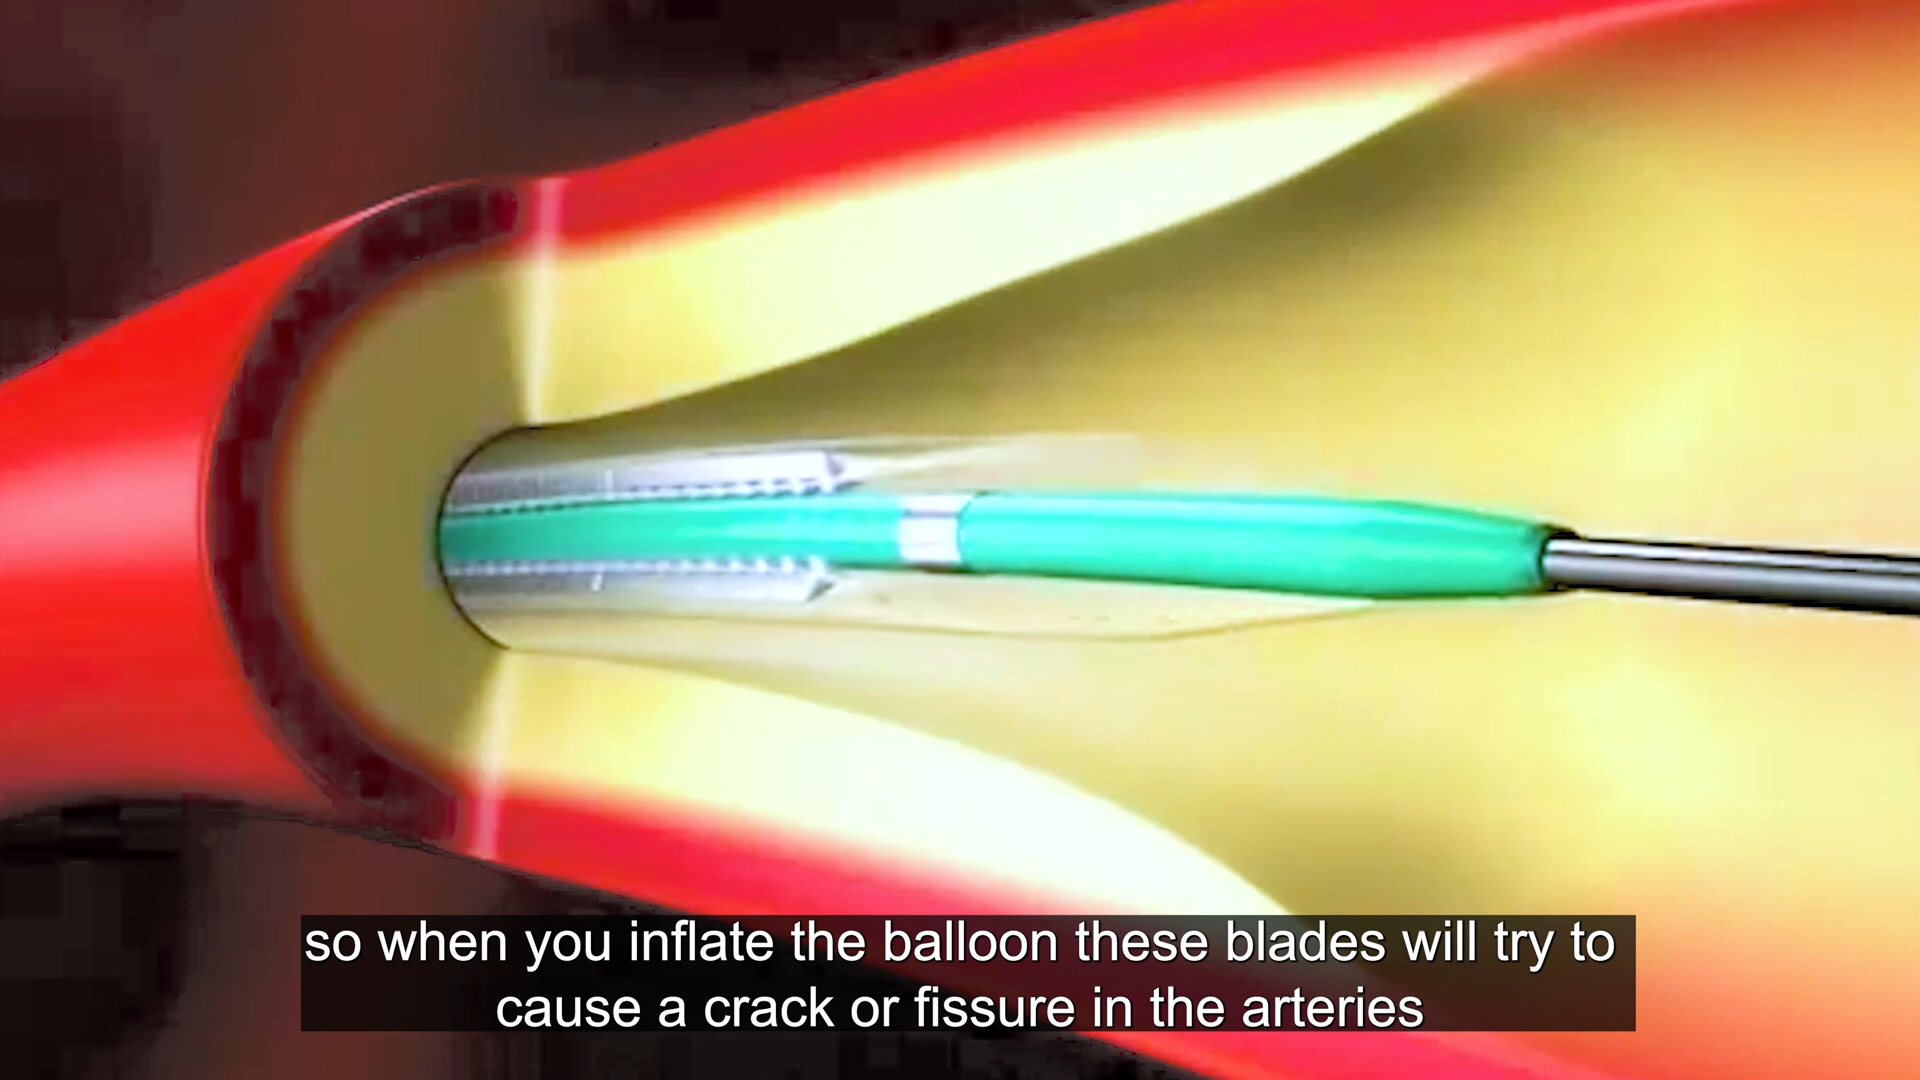 so when you inflate the balloon these blades will try to
cause a crack or fissure in the arteries